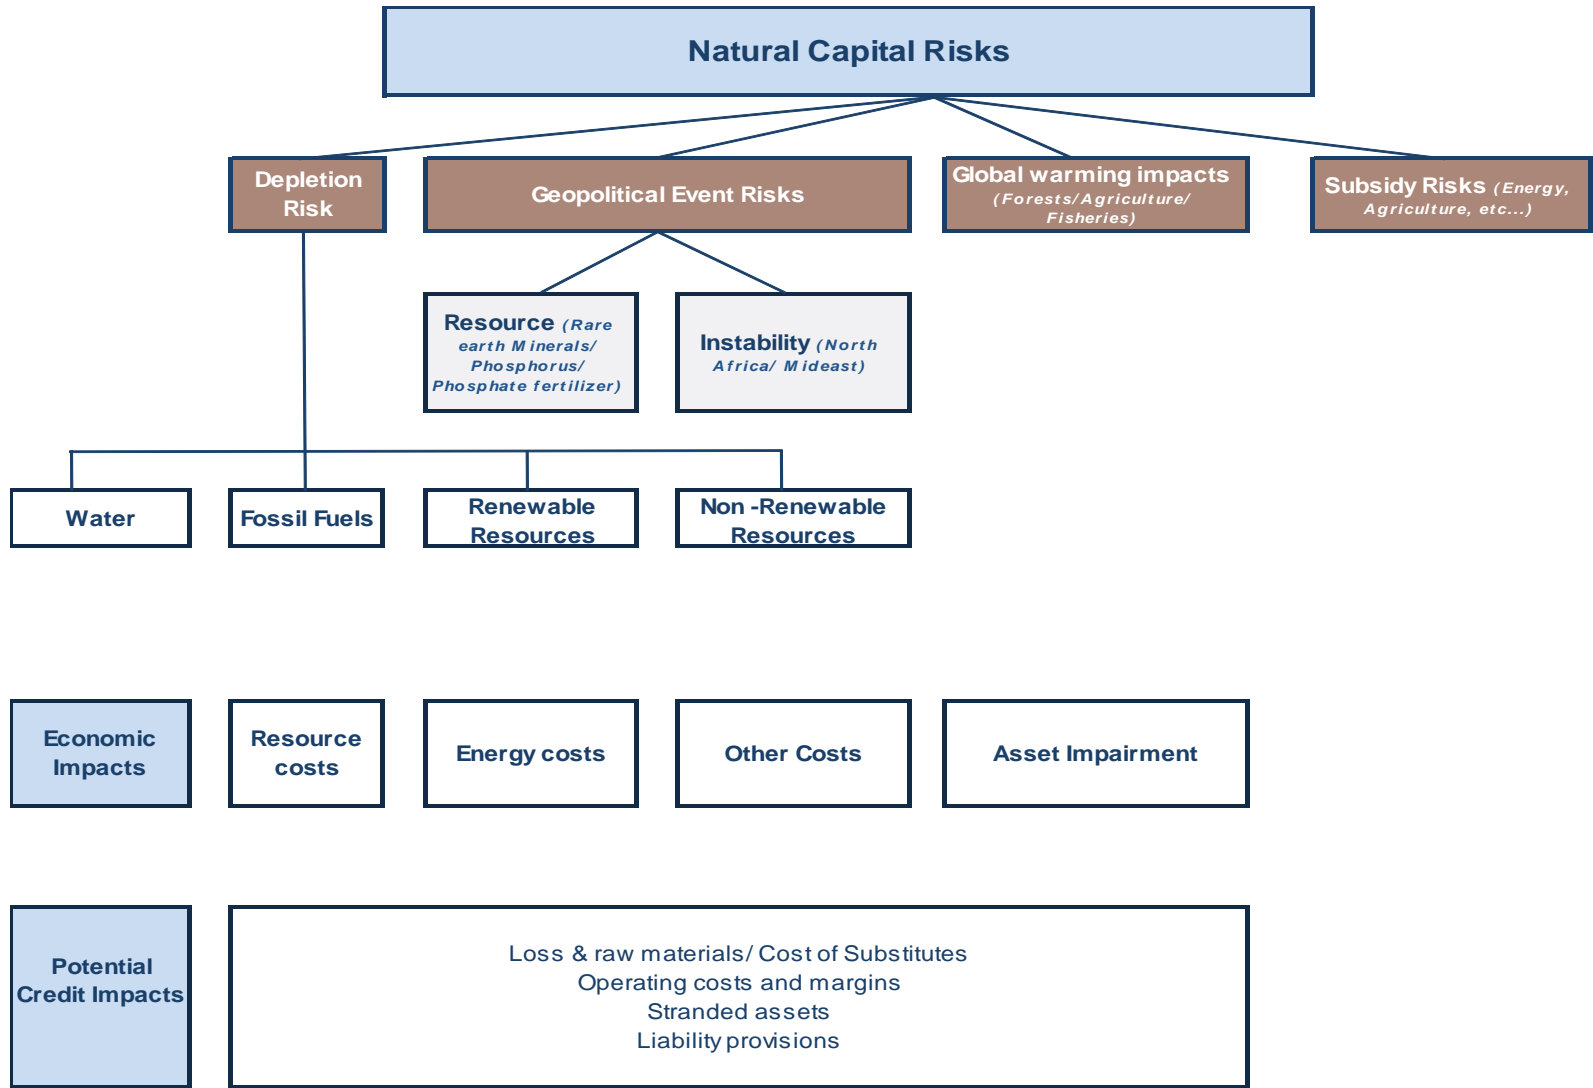 Natural Capital Risks
Depletion
Risk
Geopolitical Event Risks
Global warming impacts
(Forests/Agriculture/
Fisheries)
Subsidy Risks (Energy,
Agriculture, etc...)
Resource (Rare
earth Minerals/
Phosphorus/
Phosphate fertilizer)
Instability (North
Africa/ Mideast)
Water
Fossil Fuels
Renewable
Resources
Non -Renewable
Resources
Economic
Impacts
Resource
costs
Energy costs
Other Costs
Asset Impairment
Potential
Credit Impacts
Loss & raw materials/ Cost of Substitutes
Operating costs and margins
Stranded assets
Liability provisions